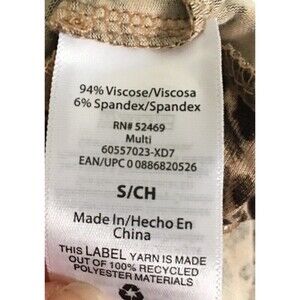 94% Viscose/Viscosa
6% Spandex/Spandex
RN# 52469
Multi
60557023-XD7
EAN/UPC 0 0886820526
S/CH
Made In/Hecho En
China
THIS LABEL YARN IS MADE
OUT OF 100% RECYCLED
POLYESTER MATERIALS